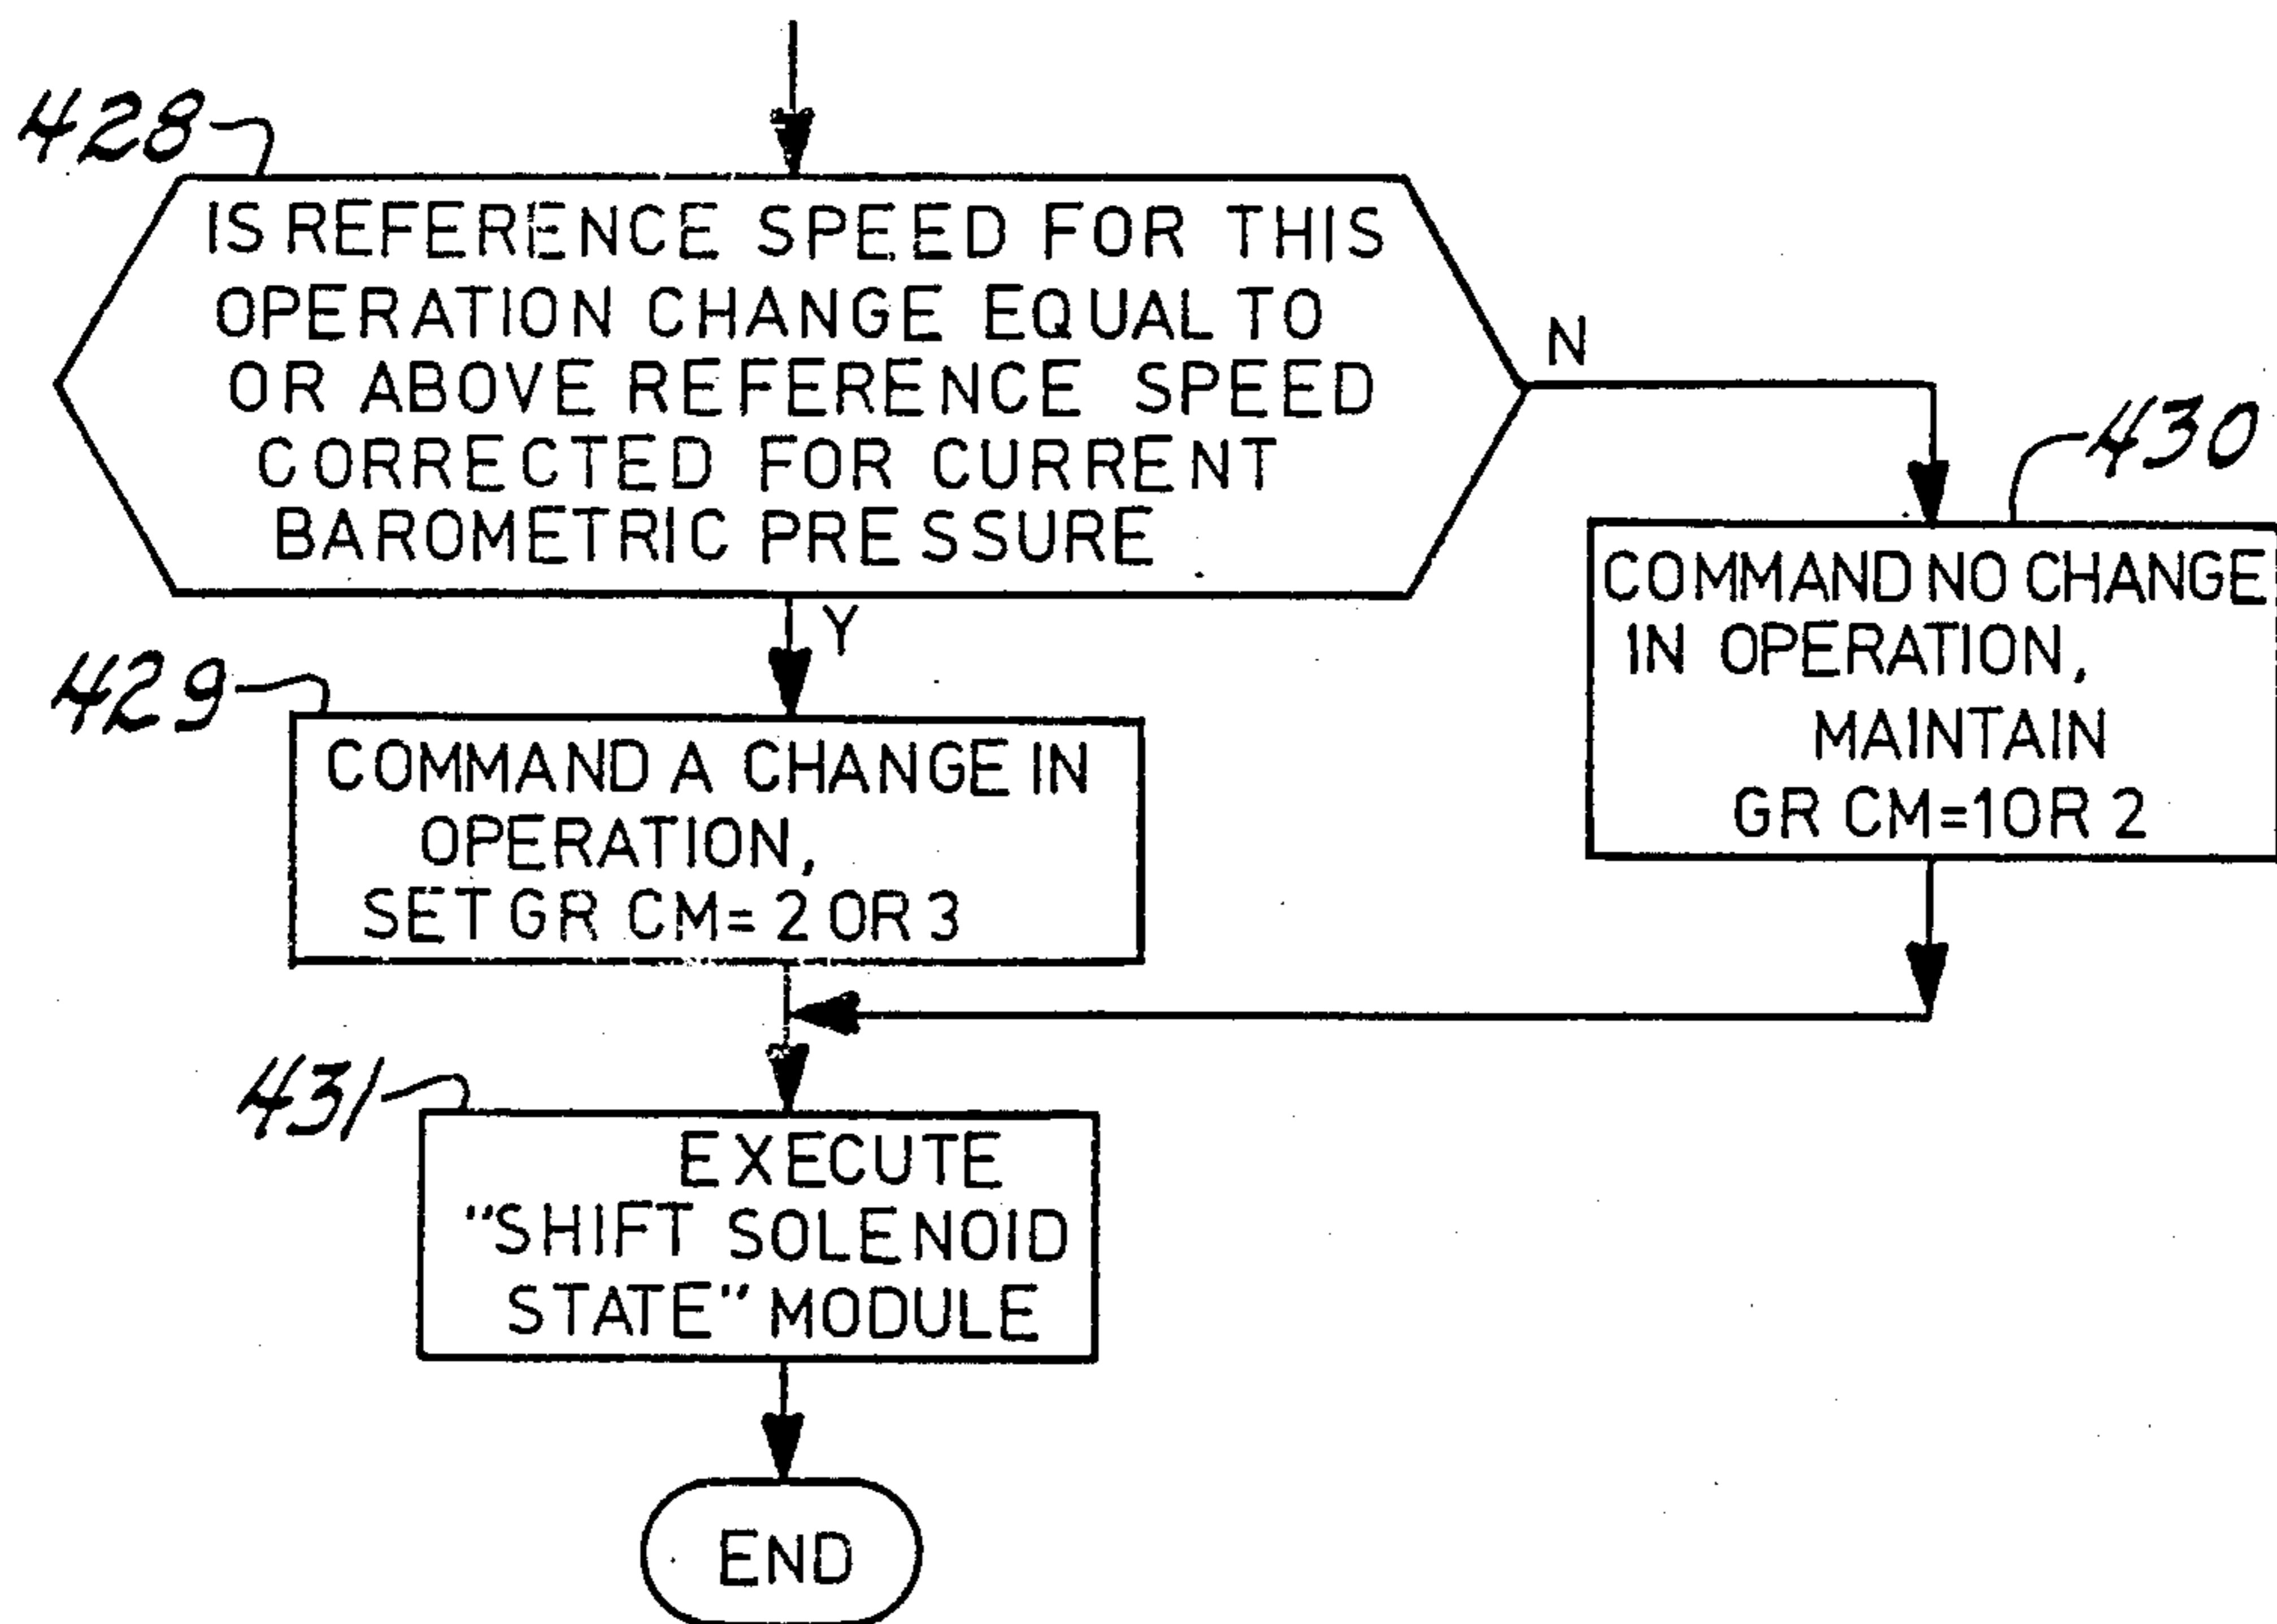 428
IS REFERENCE SPEED FOR THIS
OPERATION CHANGE EQUAL TO
OR ABOVE REFERENCE SPEED
CORRECTED FOR CURRENT
BAROMETRIC PRESSURE
N
430
COMMAND NO CHANGE
IN OPERATION,
MAINTAIN
GR CM=1 OR 2
Y
429
COMMAND A CHANGE IN
OPERATION,
SET GR CM= 2 OR 3
431
EXECUTE
"SHIFT SOLENOID
STATE" MODULE
END